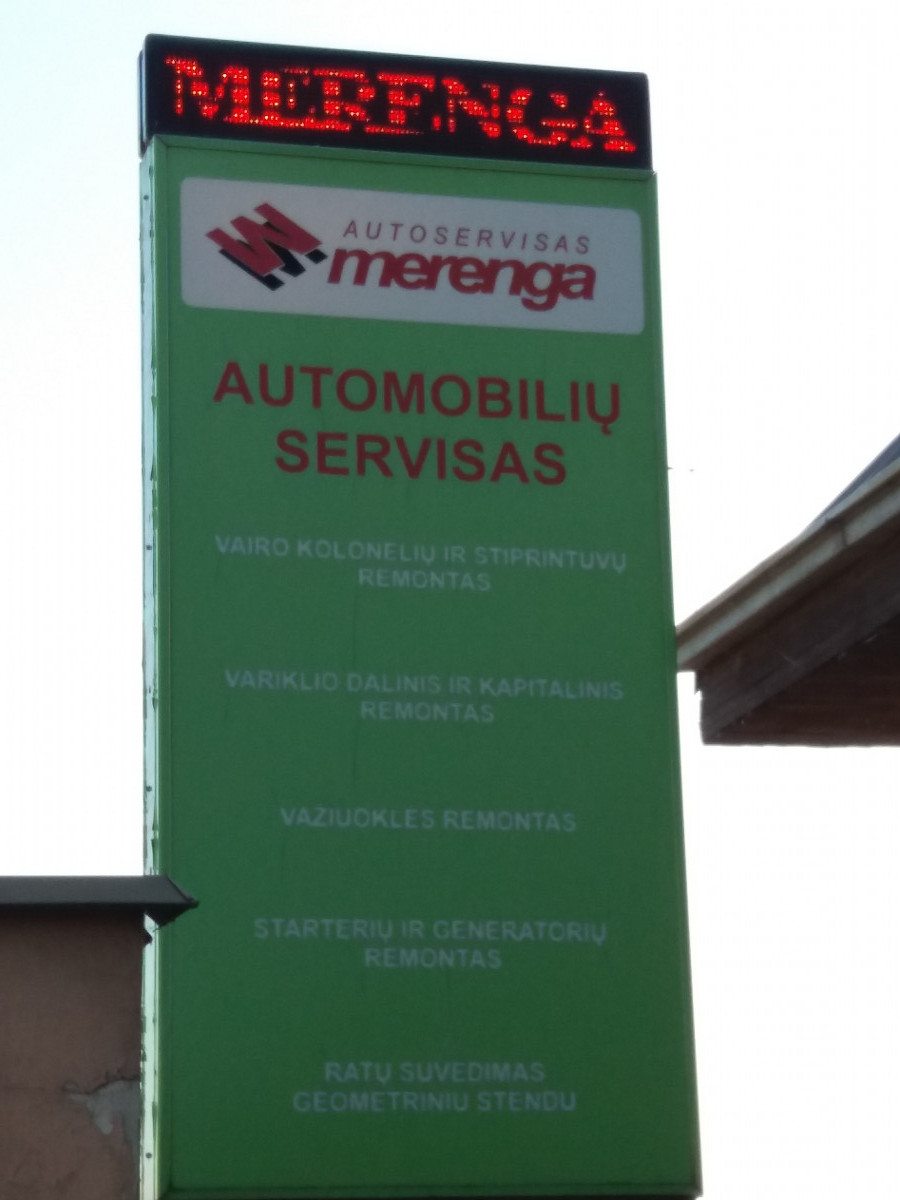 MERENGA
AUTOSERVISAS
merenga
AUTOMOBILIŲ
SERVISAS
VAIRO KOLONELIŲ IR STIPRINTUVŲ
REMONTAS
VARIKLIO DALINIS IR KAPITALINIS
REMONTAS
VAŽIUOKLĖS REMONTAS
STARTERIŲ IR GENERATORIŲ
REMONTAS
RATŲ SUVEDIMAS
GEOMETRINIU STENDU